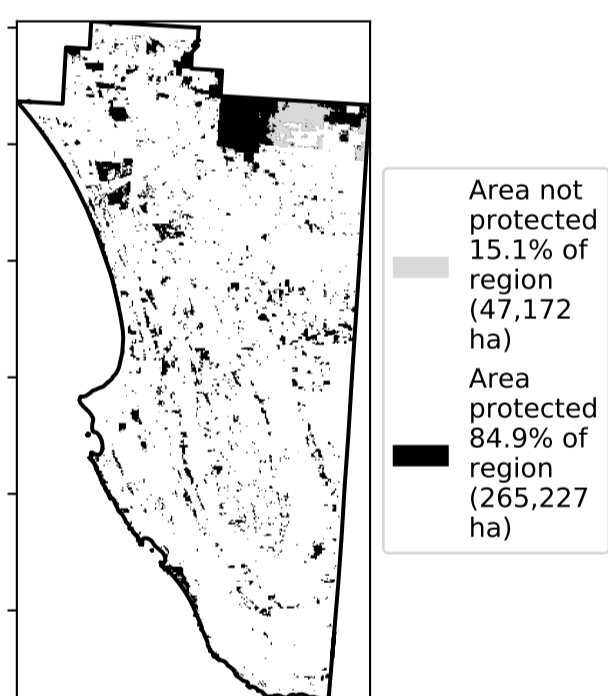 Area not
protected
15.1% of
region
(47,172
ha)
Area
protected
84.9% of
region
(265,227
ha)